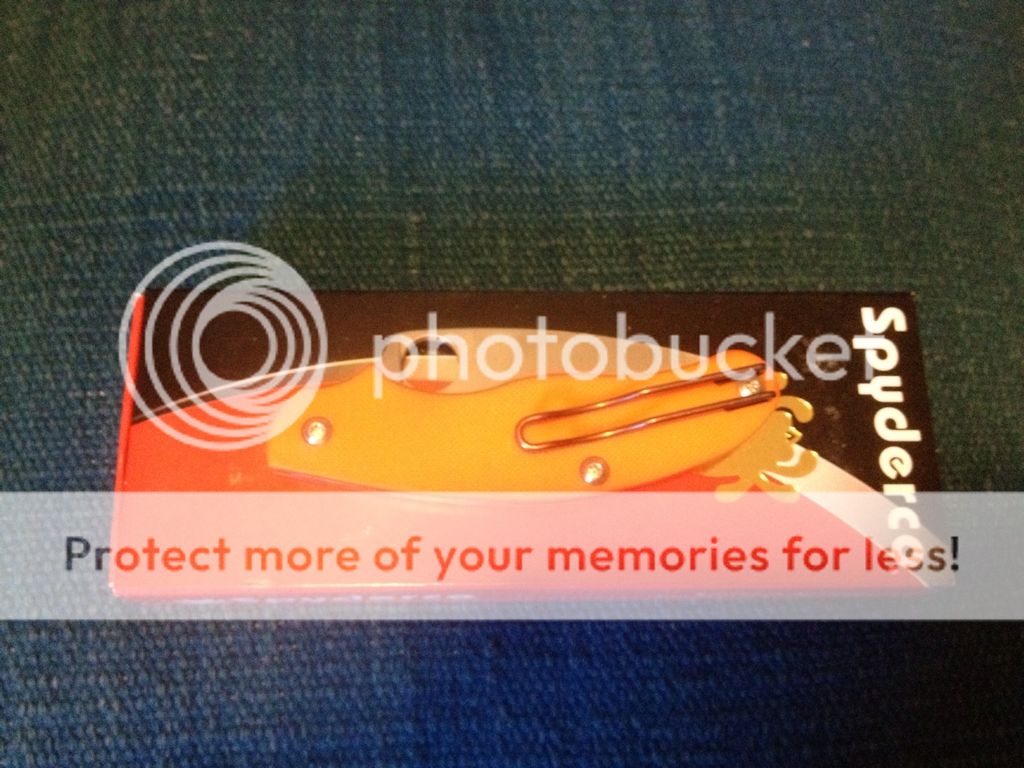 photobucket
Spyderco
Protect more of your memories for less!